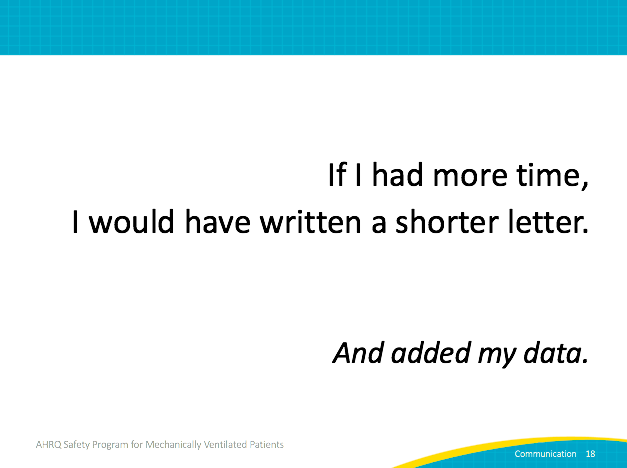 If I had more time,
I would have written a shorter letter.
And added my data.
AHRQ Safety Program for Mechanically Ventilated Patients
Communication 18